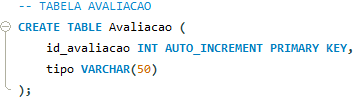 -- TABELA AVALIACAO
CREATE TABLE Avaliacao (
id_avaliacao INT AUTO_INCREMENT PRIMARY KEY,
tipo VARCHAR(50)
);